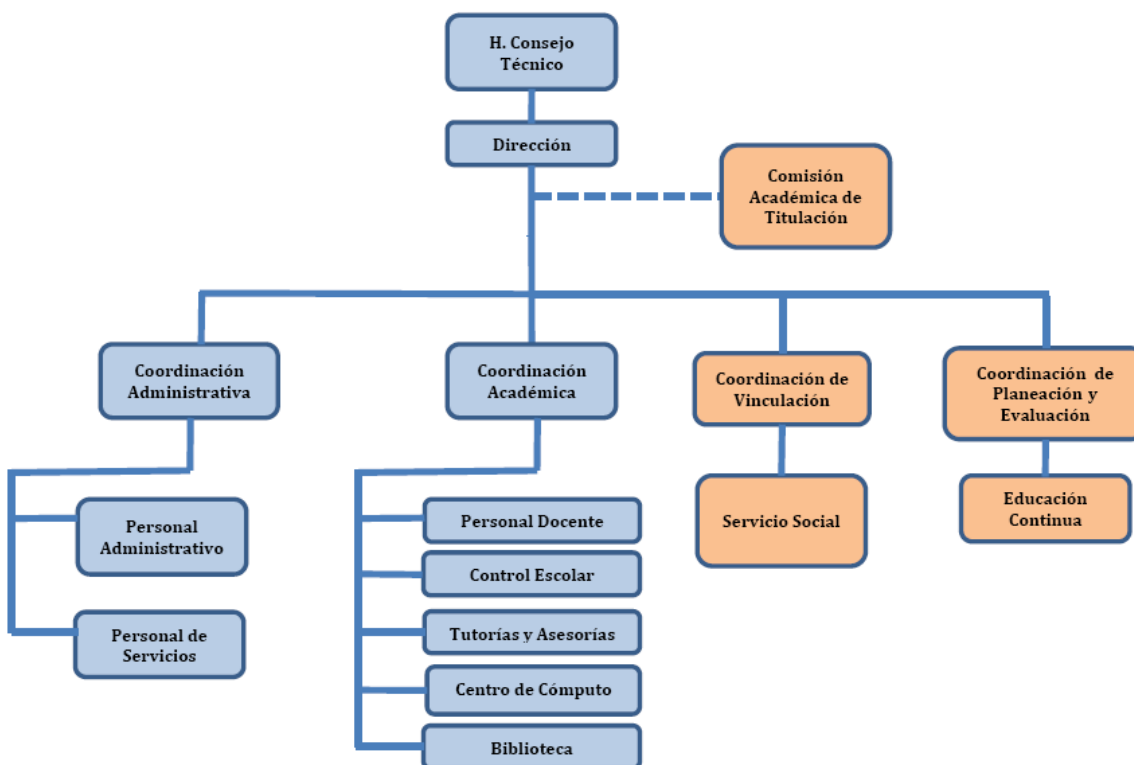 H. Consejo
Técnico
Dirección
Comisión
Académica de
Titulación
Coordinación
Administrativa
Coordinación
Académica
Coordinación de
Vinculación
Coordinación de
Planeación y
Evaluación
Personal
Administrativo
Personal de
Servicios
Personal Docente
Control Escolar
Tutorías y Asesorías
Centro de Cómputo
Biblioteca
Servicio Social
Educación
Continua